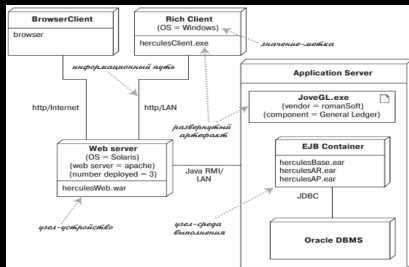 BrowserClient
browser
Rich Client
{OS = Windows}
herculesClient.exe
значение-метка
информационный путь
http/Internet
http/LAN
развернутый
артефакт
Application Server
JoveGL.exe
{vendor = romanSoft}
{component = General Ledger}
Web server
{OS = Solaris}
{web server = apache}
{number deployed = 3}
herculesWeb.war
Java RMI/
LAN
EJB Container
herculesBase.ear
herculesAR.ear
herculesAP.ear
JDBC
узел-устройство
узел-среда
выполнения
Oracle DBMS